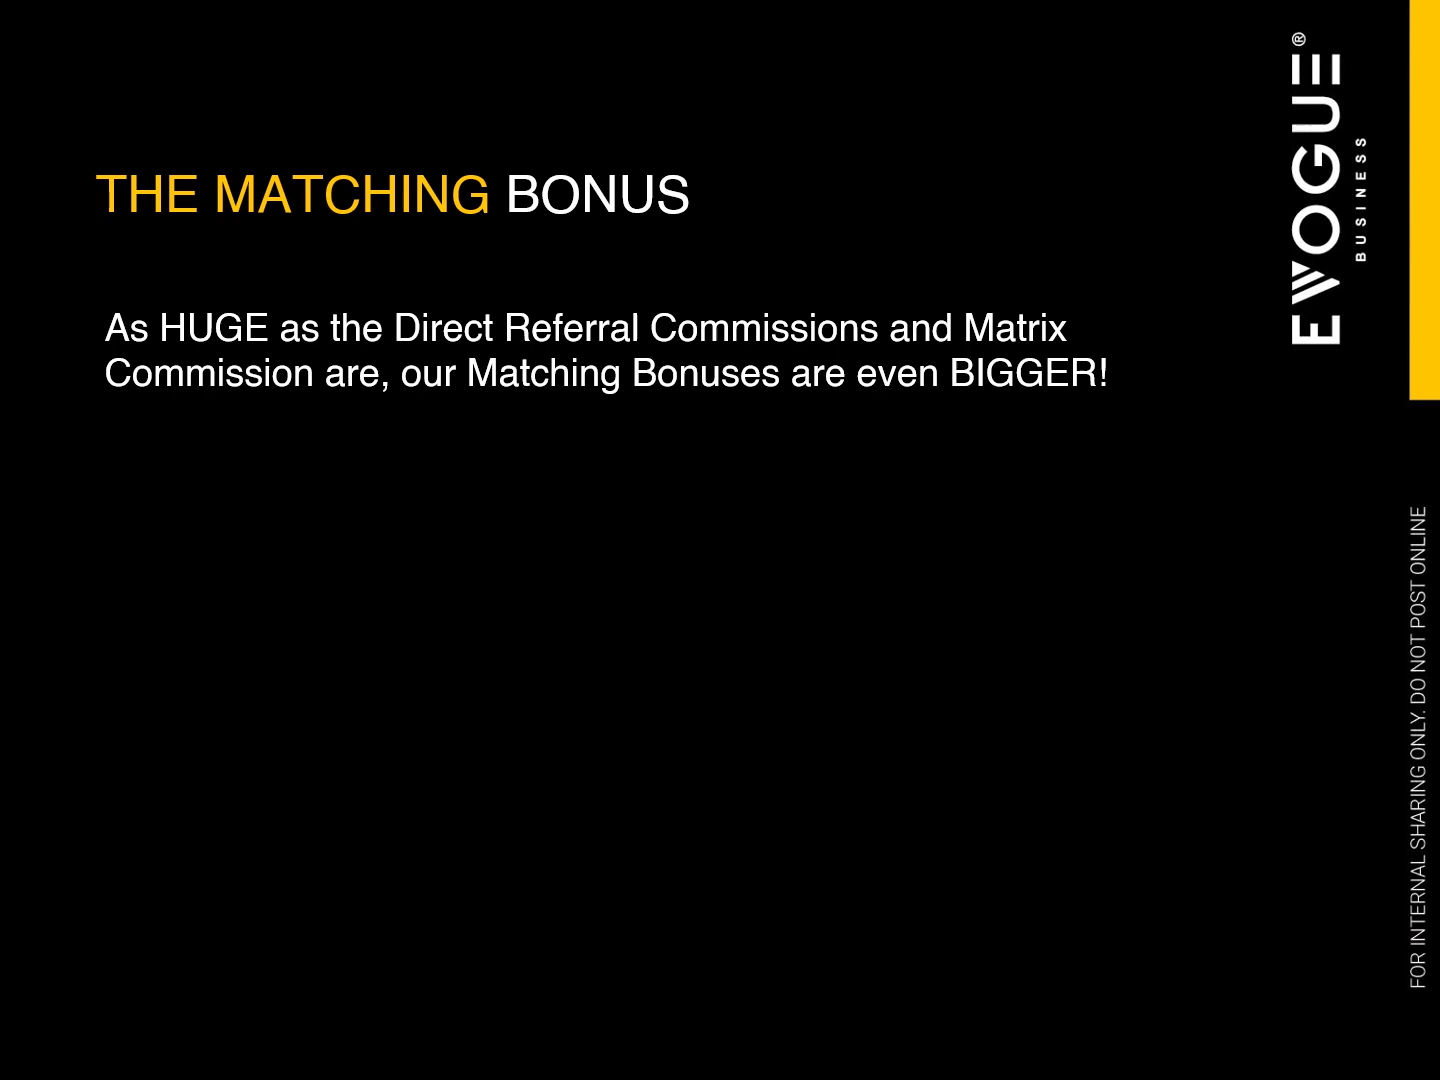 THE MATCHING BONUS
As HUGE as the Direct Referral Commissions and Matrix
Commission are, our Matching Bonuses are even BIGGER!
EVOGUE®
BUSINESS
FOR INTERNAL SHARING ONLY. DO NOT POST ONLINE